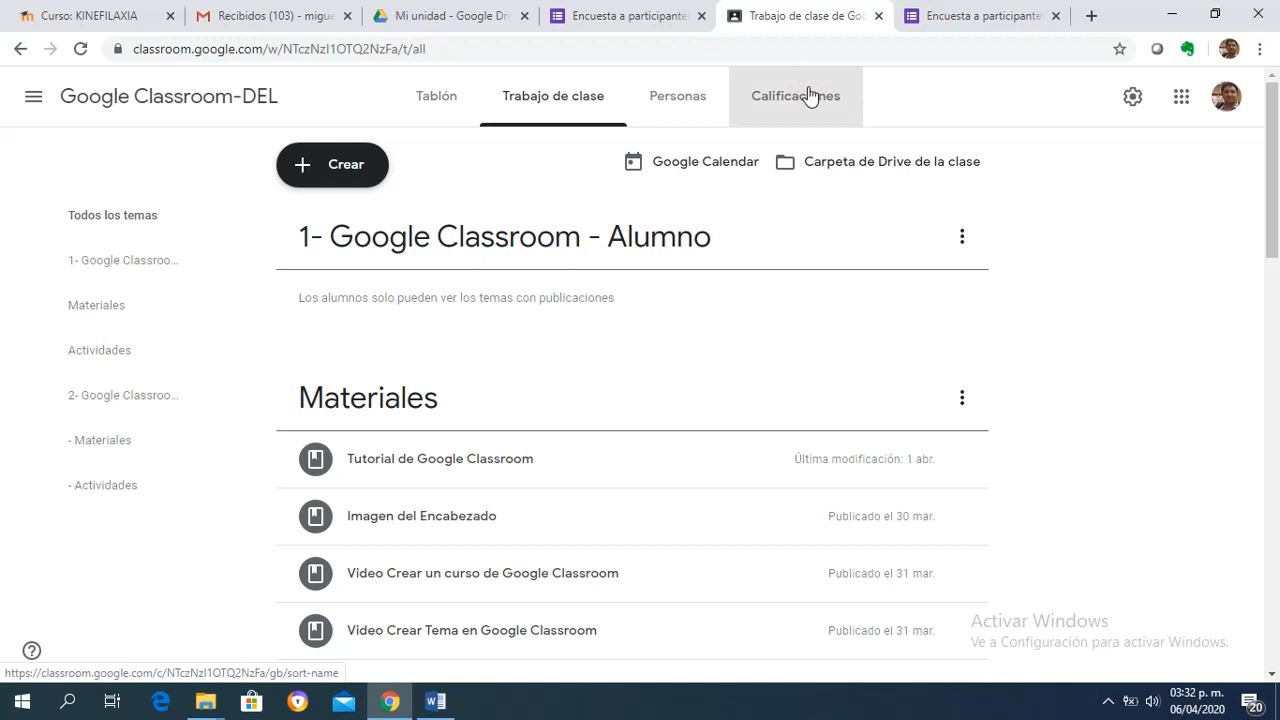 Curso: KINEFILAXIA
Recibidos (103) - migue
Mi unidad - Google Dri
Encuesta a participante
Trabajo de clase de Goo
Encuesta a participante
classroom.google.com/w/NTczNzI1OTQ2NzFa/t/all
Google Classroom-DEL
Tablón
Trabajo de clase
Personas
Calificaciones
Crear
Google Calendar
Carpeta de Drive de la clase
Todos los temas
1- Google Classroo...
Materiales
Actividades
2- Google Classroo...
- Materiales
- Actividades
1- Google Classroom - Alumno
Los alumnos solo pueden ver los temas con publicaciones
Materiales
Tutorial de Google Classroom Última modificación: 1 abr.
Imagen del Encabezado Publicado el 30 mar.
Video Crear un curso de Google Classroom Publicado el 31 mar.
Video Crear Tema en Google Classroom Publicado el 31 mar.
Activar Windows
Ve a Configuración para activar Windows.
https://classroom.google.com/c/NTczNzI1OTQ2NzFa/gb/sort-name
03:32 p. m.
06/04/2020
20